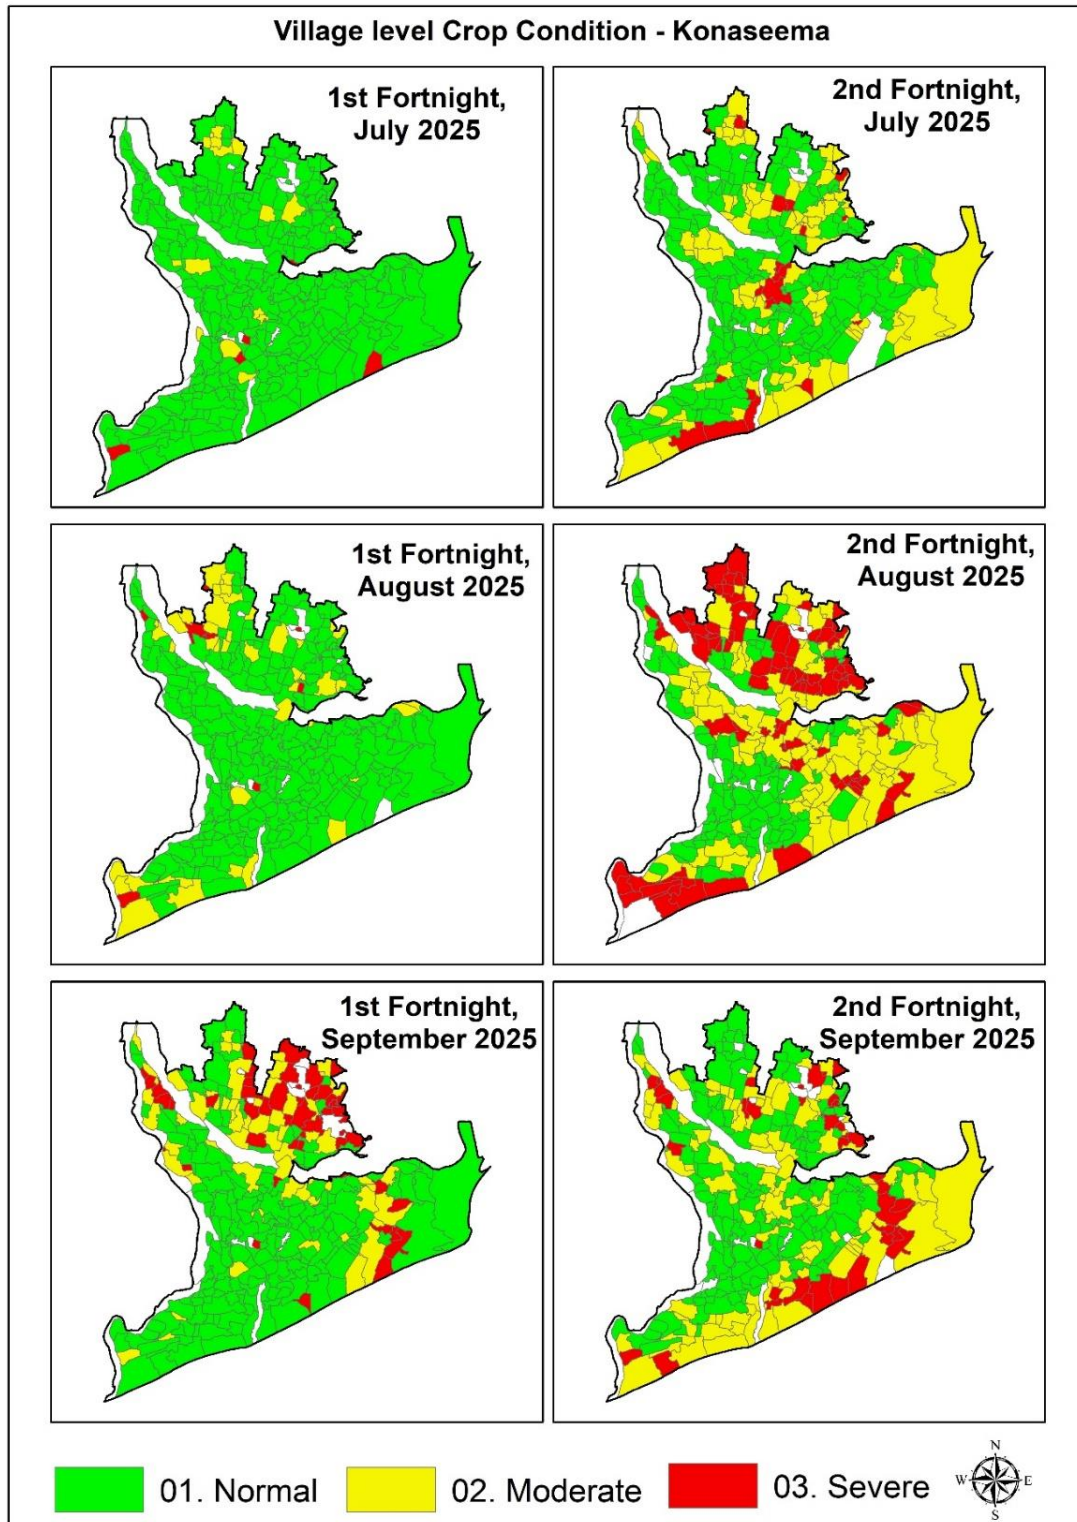 Village level Crop Condition - Konaseema
1st Fortnight,
July 2025
2nd Fortnight,
July 2025
1st Fortnight,
August 2025
2nd Fortnight,
August 2025
1st Fortnight,
September 2025
2nd Fortnight,
September 2025
01. Normal
02. Moderate
03. Severe
N
W
E
S